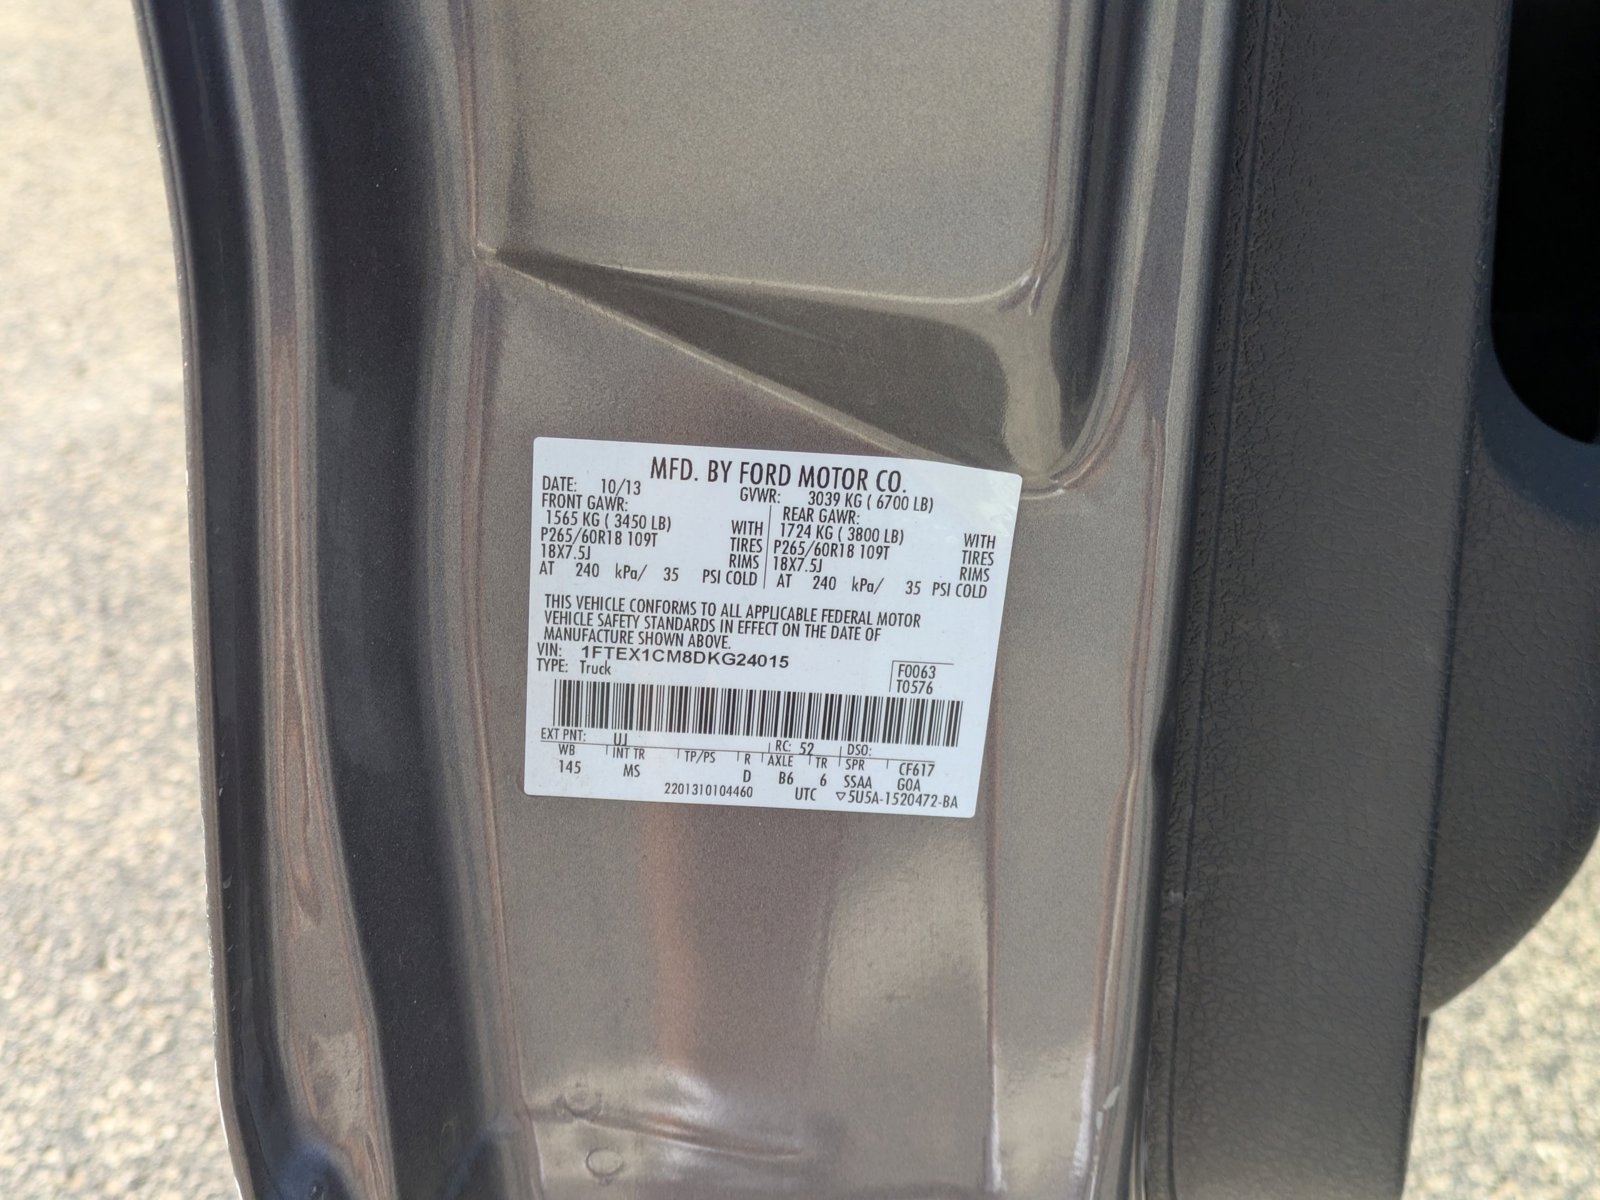 MFD. BY FORD MOTOR CO.
DATE: 10/13 GVWR: 3039 KG ( 6700 LB)
FRONT GAWR: REAR GAWR:
1565 KG ( 3450 LB) WITH 1724 KG ( 3800 LB) WITH
P265/60R18 109T TIRES P265/60R18 109T TIRES
18X7.5J RIMS 18X7.5J RIMS
AT 240 kPa/ 35 PSI COLD AT 240 kPa/ 35 PSI COLD
THIS VEHICLE CONFORMS TO ALL APPLICABLE FEDERAL MOTOR
VEHICLE SAFETY STANDARDS IN EFFECT ON THE DATE OF
MANUFACTURE SHOWN ABOVE.
VIN: 1FTEX1CM8DKG24015
TYPE: Truck F0063
T0576
EXT PNT: UJ RC: 52 DSO:
WB INT TR TP/PS R AXLE TR SPR CF617
145 MS D B6 6 SSAA GOA
2201310104460 UTC ▽5U5A-1520472-BA